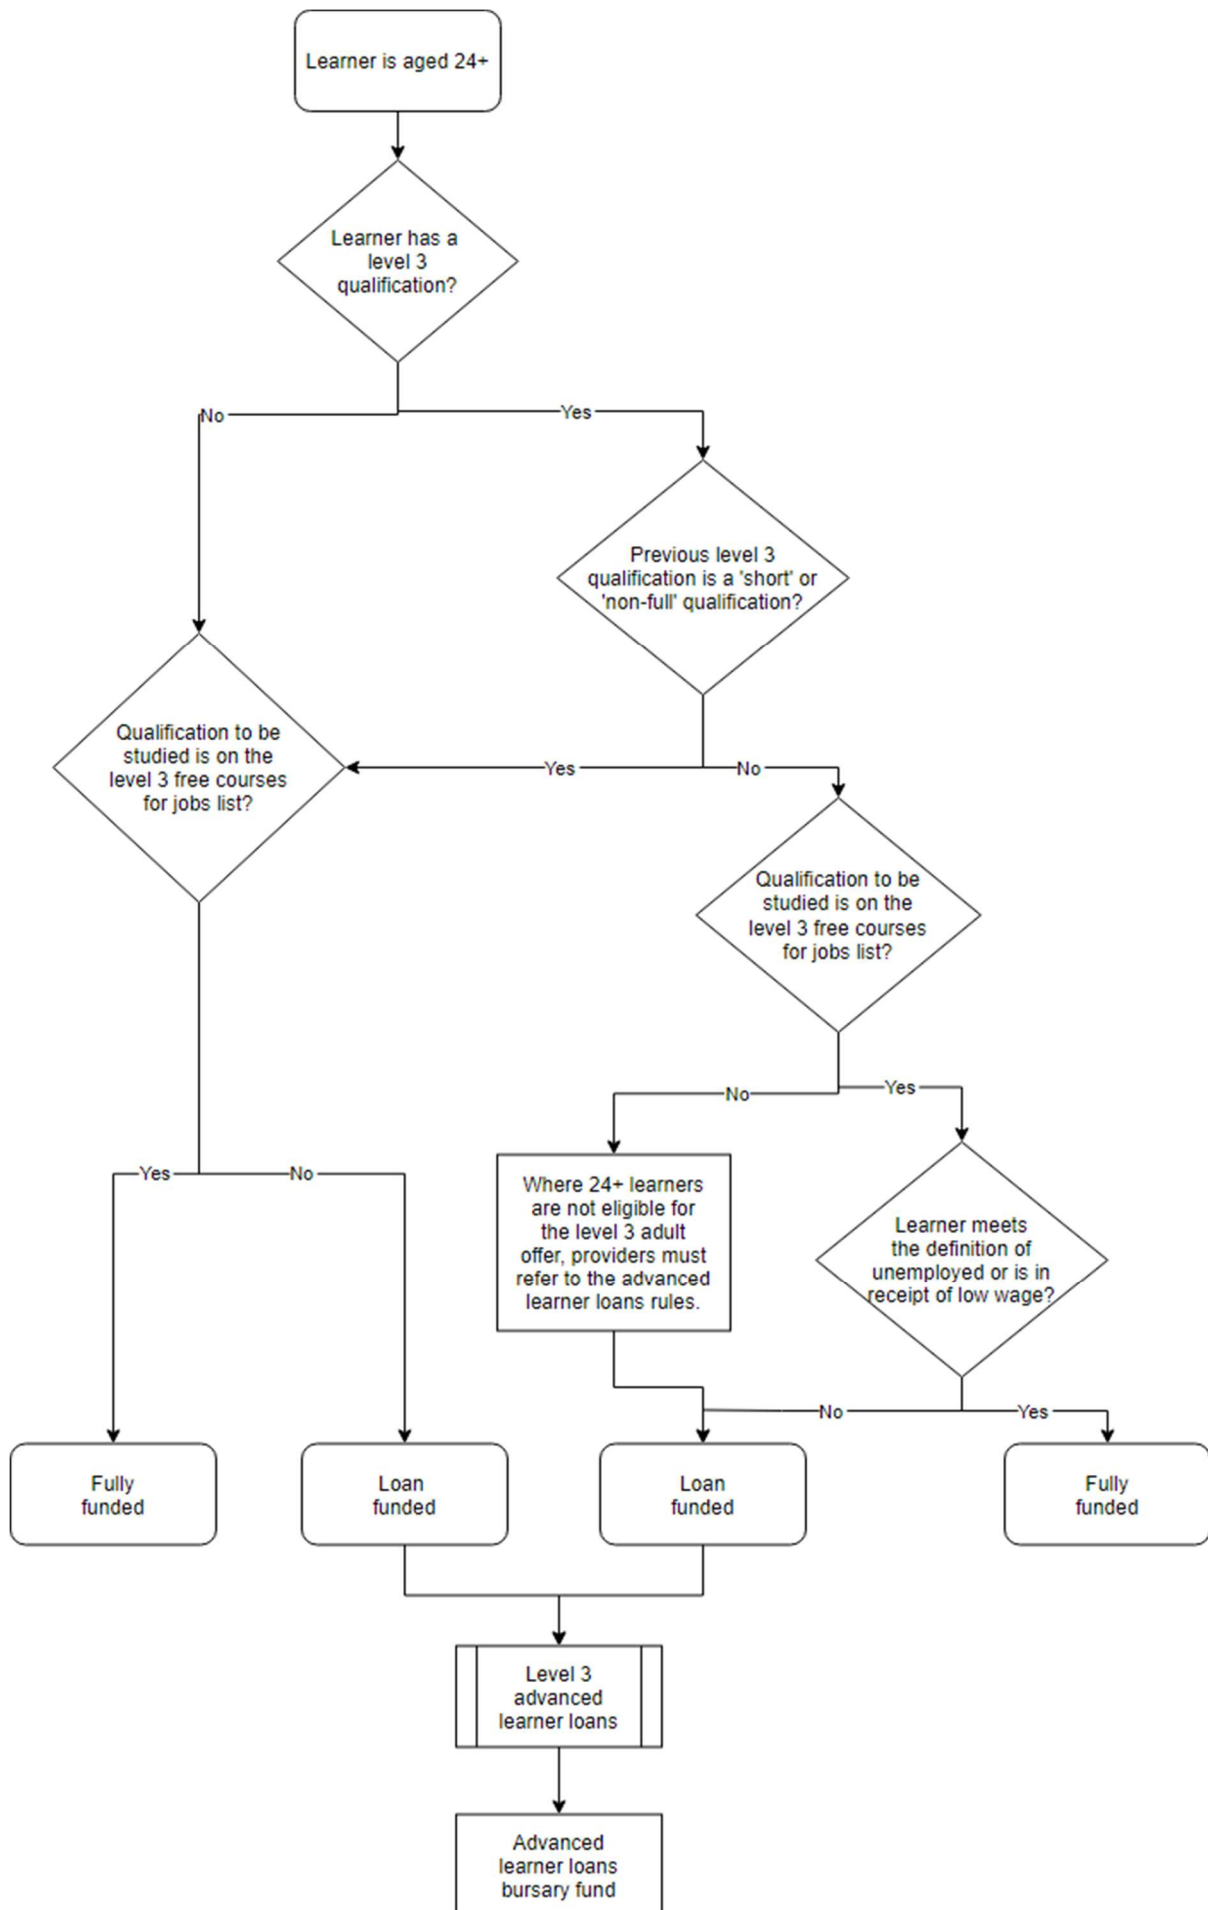 Learner is aged 24+
Learner has a
level 3
qualification?
No
Yes
Previous level 3
qualification is a 'short' or
'non-full' qualification?
Qualification to be
studied is on the
level 3 free courses
for jobs list?
Yes
No
Qualification to be
studied is on the
level 3 free courses
for jobs list?
No
Yes
Where 24+ learners
are not eligible for
the level 3 adult
offer, providers must
refer to the advanced
learner loans rules.
Learner meets
the definition of
unemployed or is in
receipt of low wage?
Yes
No
No
Yes
Fully
funded
Loan
funded
Loan
funded
Fully
funded
Level 3
advanced
learner loans
Advanced
learner loans
bursary fund